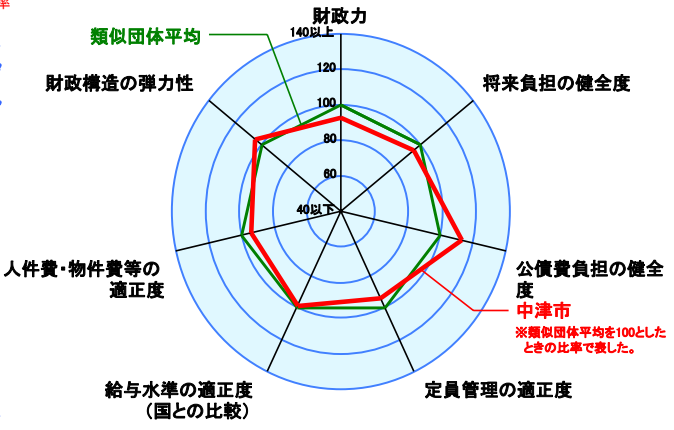 率
財政力
140以上
類似団体平均
120
財政構造の弾力性
将来負担の健全度
100
80
60
40以下
人件費・物件費等の
適正度
公債費負担の健全
度
中津市
※類似団体平均を100とした
ときの比率で表した。
給与水準の適正度
（国との比較）
定員管理の適正度